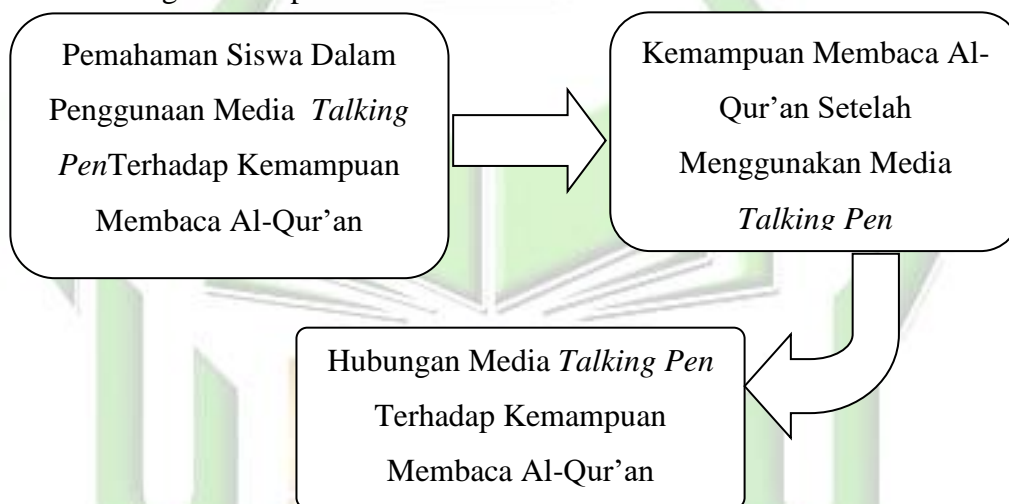 Pemahaman Siswa Dalam
Penggunaan Media Talking
PenTerhadap Kemampuan
Membaca Al-Qur'an
Kemampuan Membaca Al-
Qur'an Setelah
Menggunakan Media
Talking Pen
Hubungan Media Talking Pen
Terhadap Kemampuan
Membaca Al-Qur'an